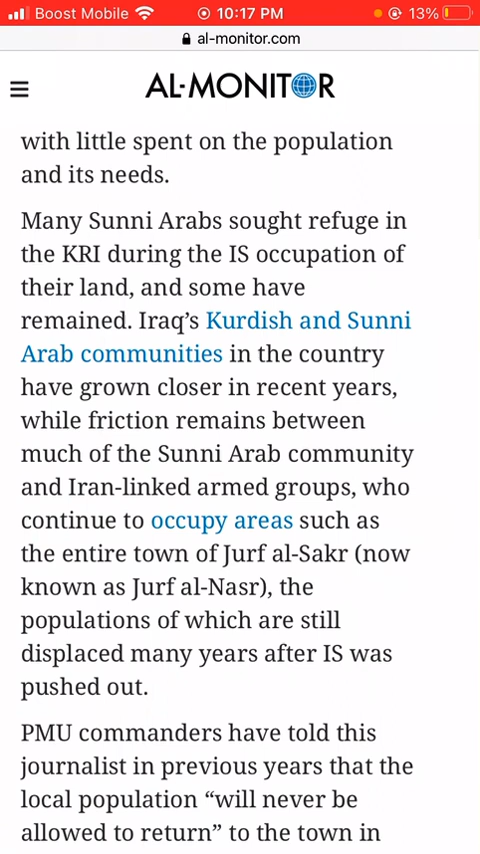 Boost Mobile 10:17 PM 13%
al-monitor.com
AL-MONITOR
with little spent on the population
and its needs.
Many Sunni Arabs sought refuge in
the KRI during the IS occupation of
their land, and some have
remained. Iraq’s Kurdish and Sunni
Arab communities in the country
have grown closer in recent years,
while friction remains between
much of the Sunni Arab community
and Iran-linked armed groups, who
continue to occupy areas such as
the entire town of Jurf al-Sakr (now
known as Jurf al-Nasr), the
populations of which are still
displaced many years after IS was
pushed out.
PMU commanders have told this
journalist in previous years that the
local population “will never be
allowed to return” to the town in